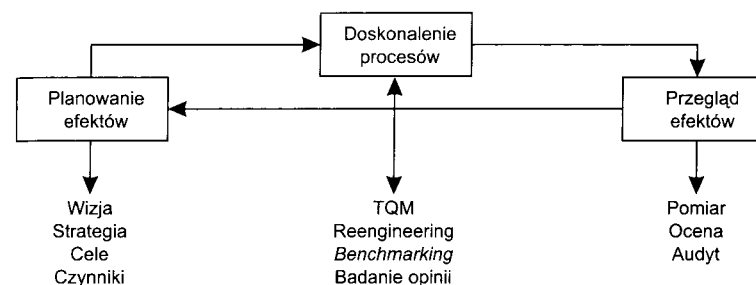 Doskonalenie
procesów
Planowanie
efektów
Przegląd
efektów
Wizja
Strategia
Cele
Czynniki
TQM
Reengineering
Benchmarking
Badanie opinii
Pomiar
Ocena
Audyt